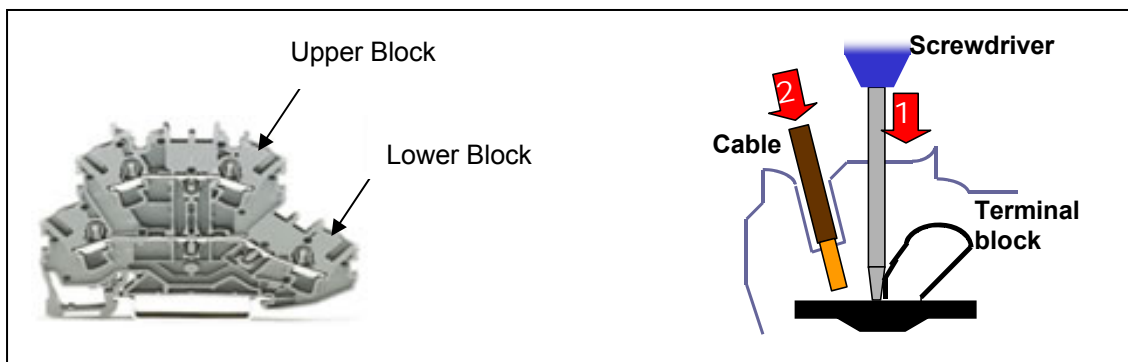 Upper Block
Lower Block
Screwdriver
2
1
Cable
Terminal
block